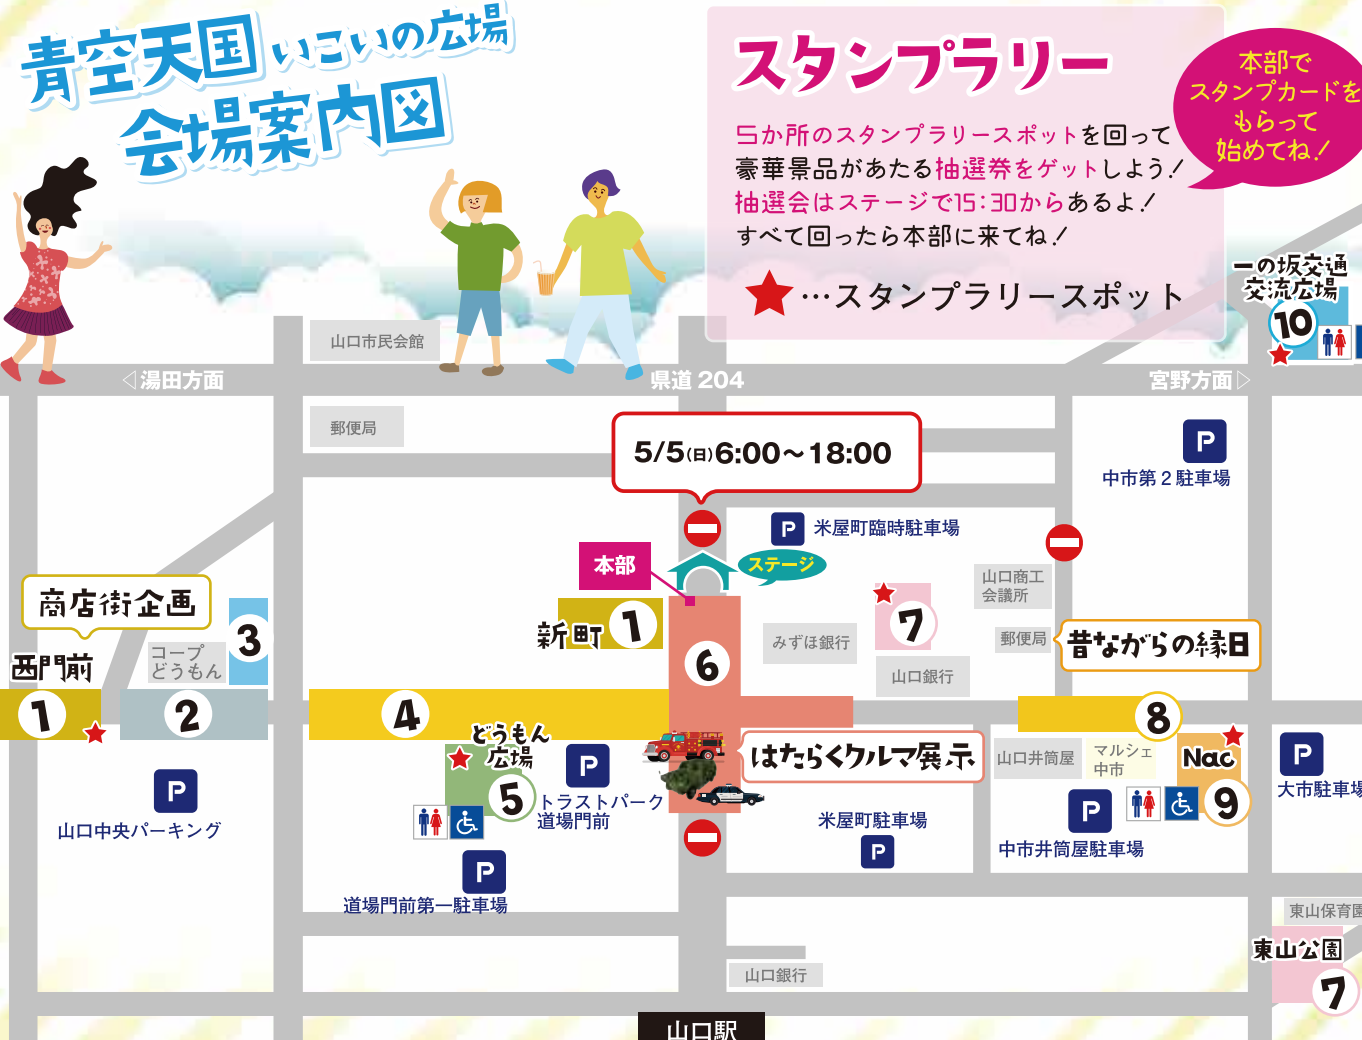 青空天国いこいの広場
会場案内図
スタンプラリー
5か所のスタンプラリースポットを回って
豪華景品があたる抽選券をゲットしよう!
抽選会はステージで15:30からあるよ!
すべて回ったら本部に来てね!
★…スタンプラリースポット
本部で
スタンプカードを
もらって
始めてね!
一の坂交通
交流広場
10
山口市民会館
◁湯田方面
県道 204
宮野方面▷
郵便局
5/5(日)6:00〜18:00
P
中市第2駐車場
P 米屋町臨時駐車場
本部
ステージ
山口商工
会議所
商店街企画
3
新町 1
7
みずほ銀行
郵便局
昔ながらの縁日
コープ
どうもん
西門前
6
山口銀行
1
2
4
8
どうもん
広場
5
P
トラストパーク
道場門前
はたらくクルマ展示
山口井筒屋
マルシェ
中市
Nac
9
P
大市駐車場
P
山口中央パーキング
米屋町駐車場
P
P
中市井筒屋駐車場
P
道場門前第一駐車場
東山保育園
東山公園
7
山口銀行
山口駅